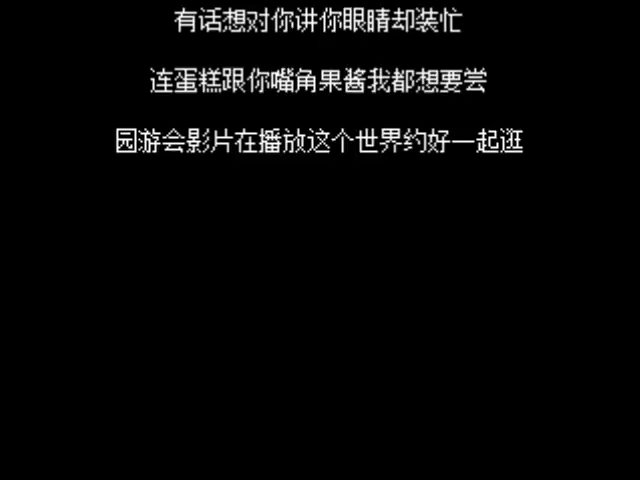 有话想对你讲你眼睛却装忙
连蛋糕跟你嘴角果酱我都想要尝
园游会影片在播放这个世界约好一起逛